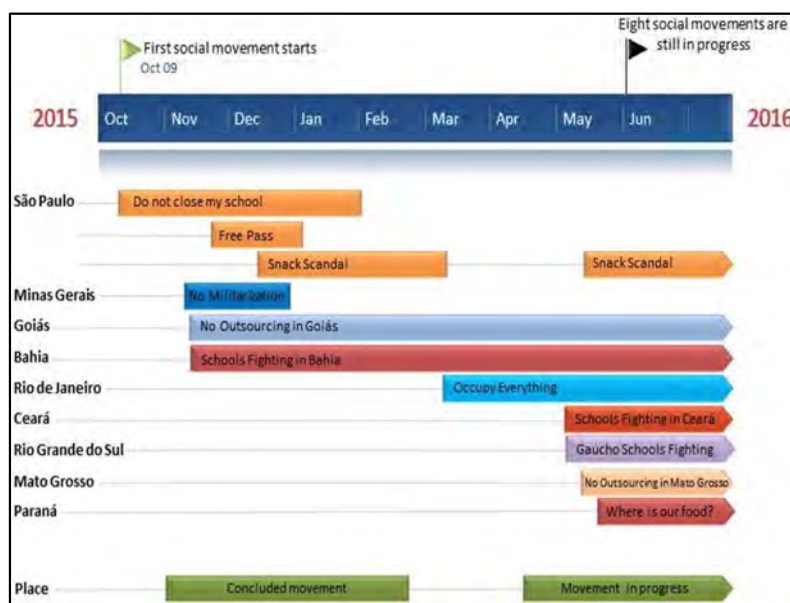 First social movement starts
Oct 09
Eight social movements are
still in progress
2015 Oct Nov Dec Jan Feb Mar Apr May Jun 2016
São Paulo Do not close my school
Free Pass
Snack Scandal Snack Scandal
Minas Gerais No Militarization
Goiás No Outsourcing in Goiás
Bahia Schools Fighting in Bahia
Rio de Janeiro Occupy Everything
Ceará Schools Fighting in Ceará
Rio Grande do Sul Gaucho Schools Fighting
Mato Grosso No Outsourcing in Mato Grosso
Paraná Where is our food?
Place Concluded movement Movement in progress